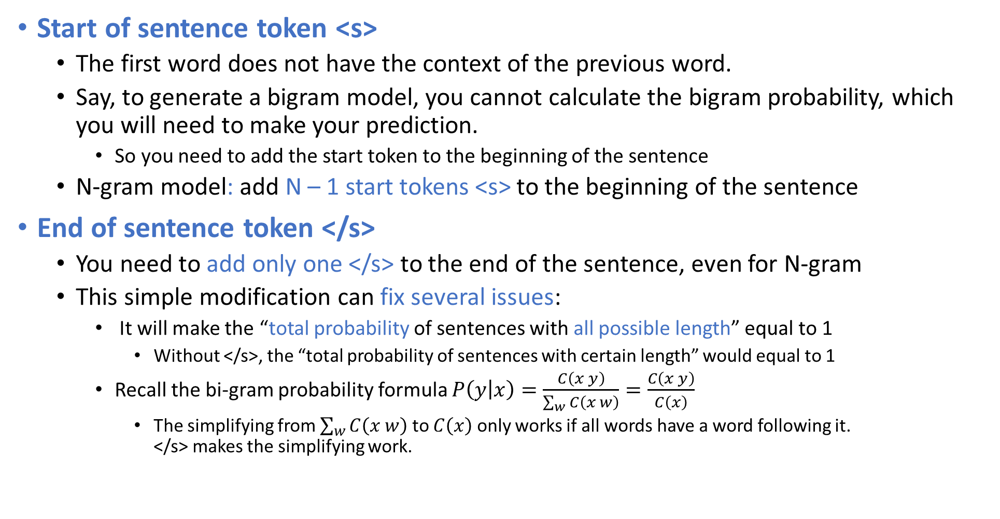 • Start of sentence token <s>
• The first word does not have the context of the previous word.
• Say, to generate a bigram model, you cannot calculate the bigram probability, which
you will need to make your prediction.
• So you need to add the start token to the beginning of the sentence
• N-gram model: add N – 1 start tokens <s> to the beginning of the sentence
• End of sentence token </s>
• You need to add only one </s> to the end of the sentence, even for N-gram
• This simple modification can fix several issues:
• It will make the “total probability of sentences with all possible length” equal to 1
• Without </s>, the “total probability of sentences with certain length” would equal to 1
• Recall the bi-gram probability formula P(y|x) = C(x y) / ∑w C(x w) = C(x y) / C(x)
• The simplifying from ∑w C(x w) to C(x) only works if all words have a word following it.
</s> makes the simplifying work.